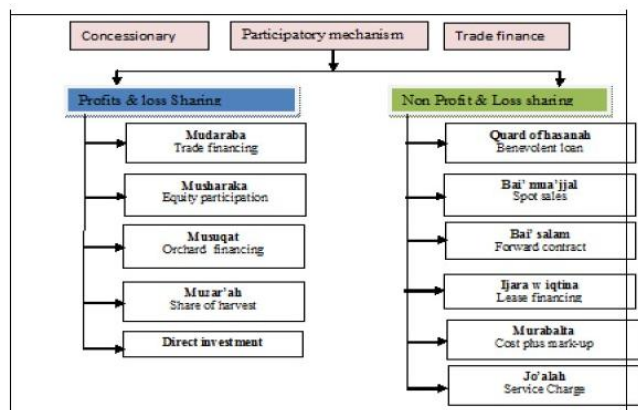 Concessionary
Participatory mechanism
Trade finance
Profits & loss Sharing
Mudaraba
Trade financing
Musharaka
Equity participation
Musuqat
Orchard financing
Muzar'ah
Share of harvest
Direct investment
Non Profit & Loss sharing
Quard of hasanah
Benevolent loan
Bai' mua'jjal
Spot sales
Bai' salam
Forward contract
Ijara w iqtina
Lease financing
Murabalta
Cost plus mark-up
Jo'alah
Service Charge